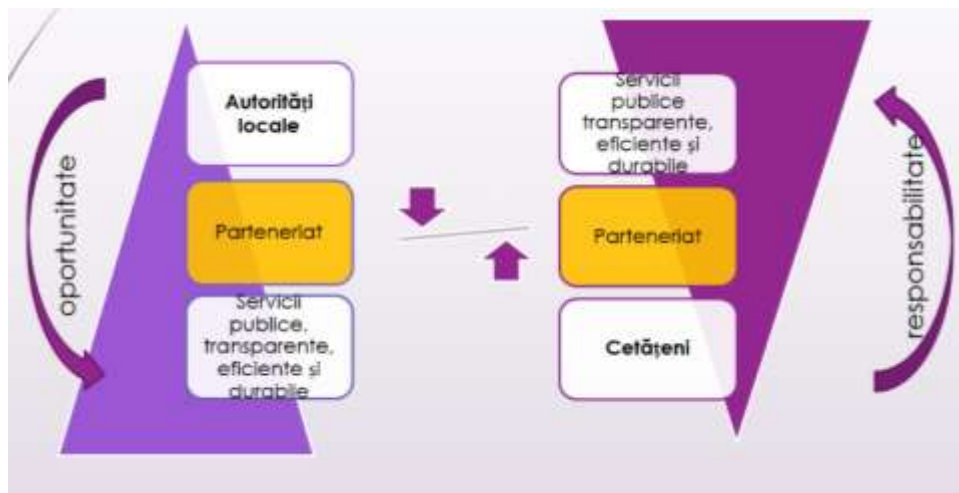 oportunitate
Autorități
locale
Parteneriat
Servicii
publice,
transparente,
eficiente și
durabile
Servicii
publice
transparente,
eficiente și
durabile
Parteneriat
Cetățeni
responsabilitate